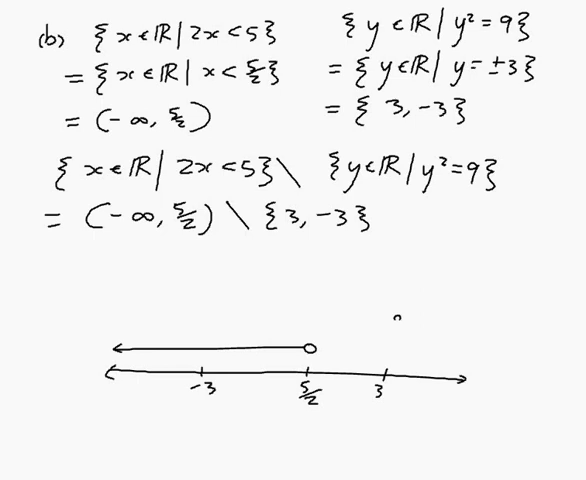 (b) {x ∈ ℝ | 2x < 5} {y ∈ ℝ | y² = 9}
= {x ∈ ℝ | x < 5/2} = {y ∈ ℝ | y = ±3}
= (-∞, 5/2) = {3, -3}
{x ∈ ℝ | 2x < 5} \ {y ∈ ℝ | y² = 9}
= (-∞, 5/2) \ {3, -3}
-3 5/2 3